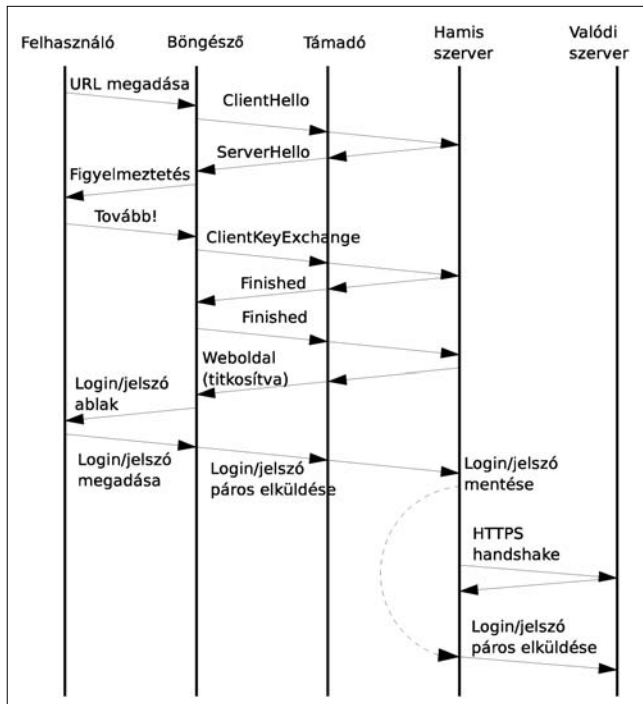 Felhasználó
Böngésző
Támadó
Hamis
szerver
Valódi
szerver
URL megadása
ClientHello
ServerHello
Figyelmeztetés
Tovább!
ClientKeyExchange
Finished
Finished
Weboldal
(titkosítva)
Login/jelszó
ablak
Login/jelszó
megadása
Login/jelszó
páros elküldése
Login/jelszó
mentése
HTTPS
handshake
Login/jelszó
páros elküldése